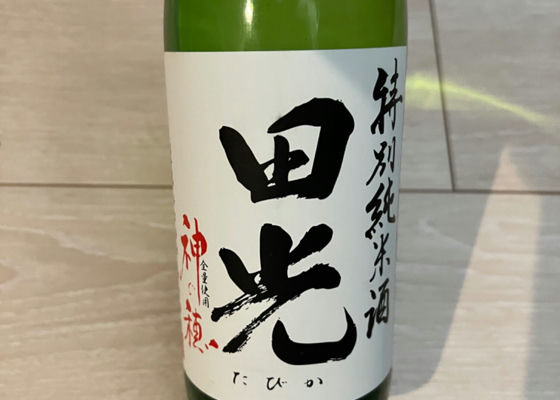 特別純米酒
田光
たびか
神の穂
全量使用